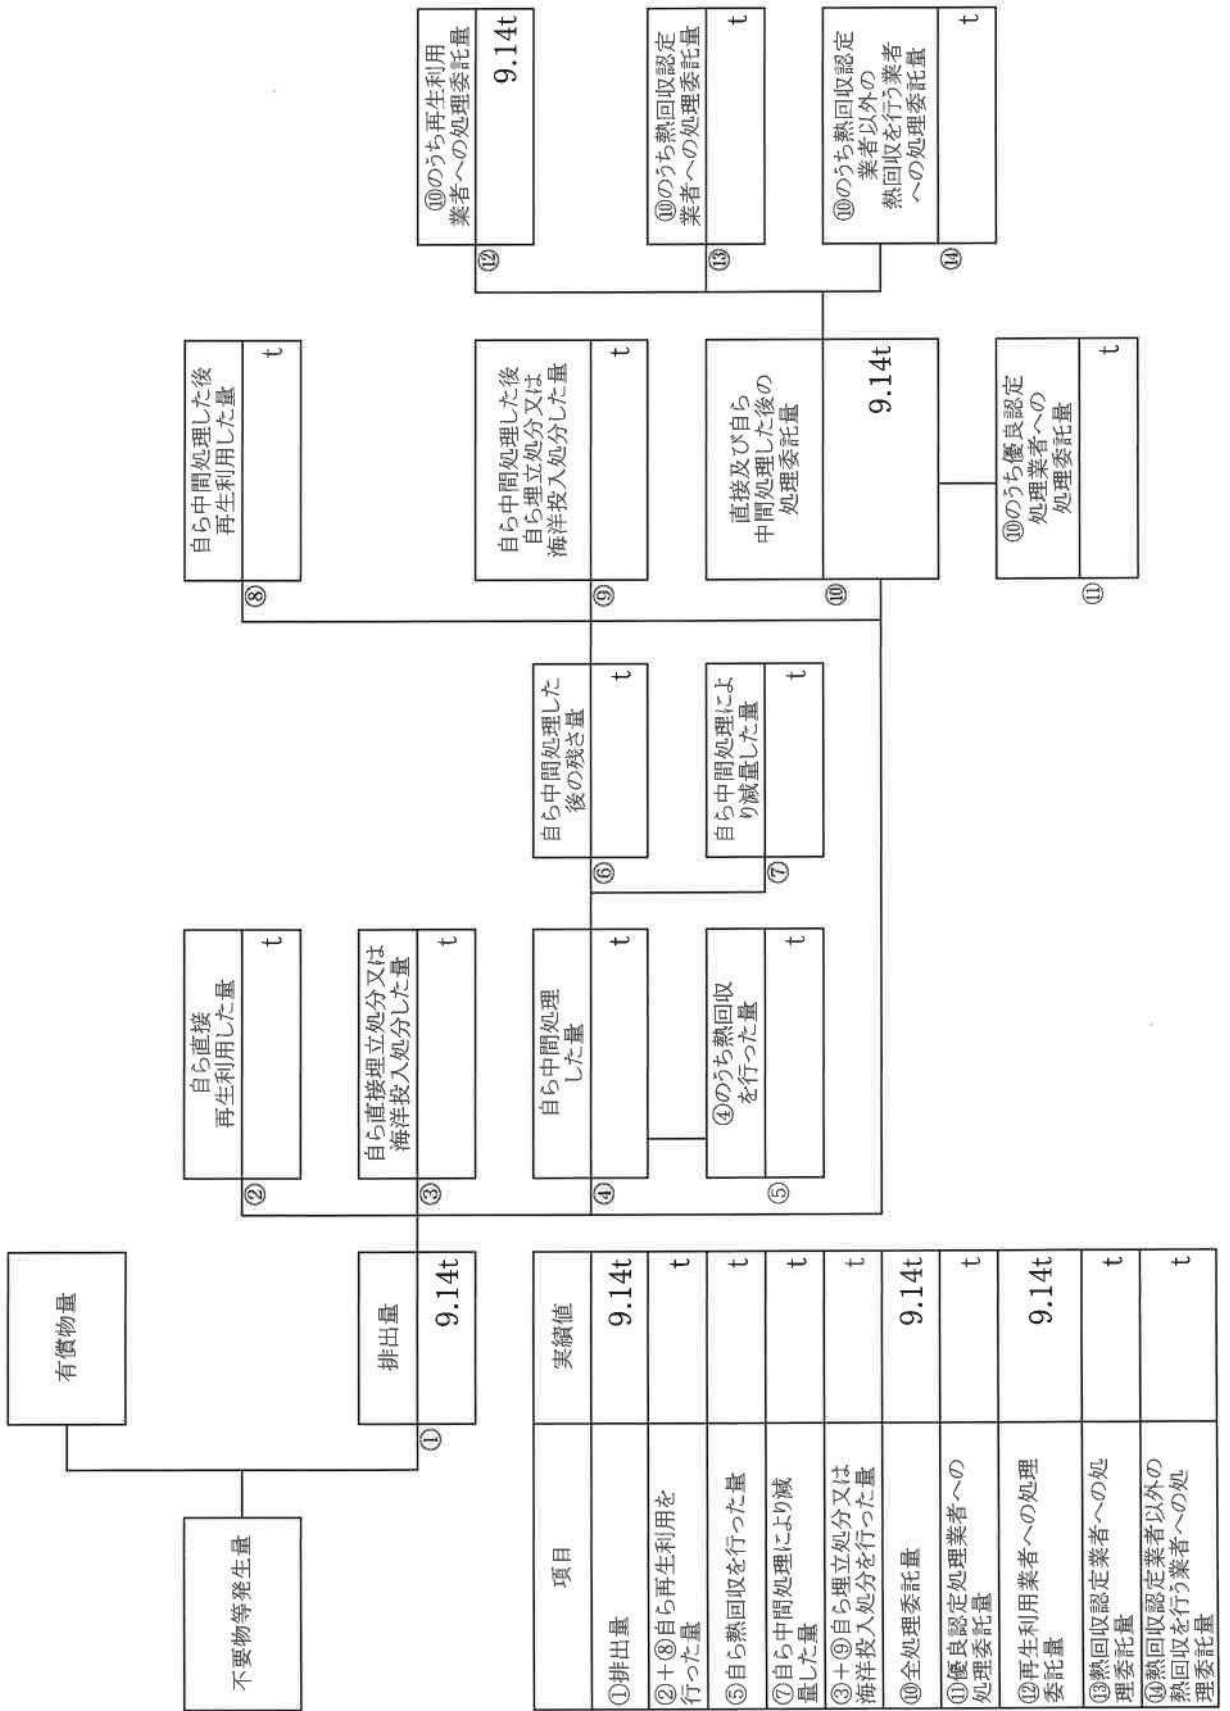 有償物量
不要物等発生量
排出量
①
9.14t
自ら直接
再生利用した量
②
t
自ら直接埋立処分又は
海洋投入処分した量
③
t
自ら中間処理
した量
④
t
④のうち熱回収
を行った量
⑤
t
自ら中間処理した
後の残さ量
⑥
t
自ら中間処理によ
り減量した量
⑦
t
自ら中間処理した後
再生利用した量
⑧
t
自ら中間処理した後
自ら埋立処分又は
海洋投入処分した量
⑨
t
直接及び自ら
中間処理した後の
処理委託量
⑩
9.14t
⑩のうち優良認定
処理業者への
処理委託量
⑪
t
⑩のうち再生利用
業者への処理委託量
⑫
9.14t
⑩のうち熱回収認定
業者への処理委託量
⑬
t
⑩のうち熱回収認定
業者以外の
熱回収を行う業者
への処理委託量
⑭
t
項目 実績値
①排出量 9.14t
②+⑧自ら再生利用を
行った量 t
⑤自ら熱回収を行った量 t
⑦自ら中間処理により減
量した量 t
③+⑨自ら埋立処分又は
海洋投入処分を行った量 t
⑩全処理委託量 9.14t
⑪優良認定処理業者への
処理委託量 t
⑫再生利用業者への処理
委託量 9.14t
⑬熱回収認定業者への処
理委託量 t
⑭熱回収認定業者以外の
熱回収を行う業者への処
理委託量 t